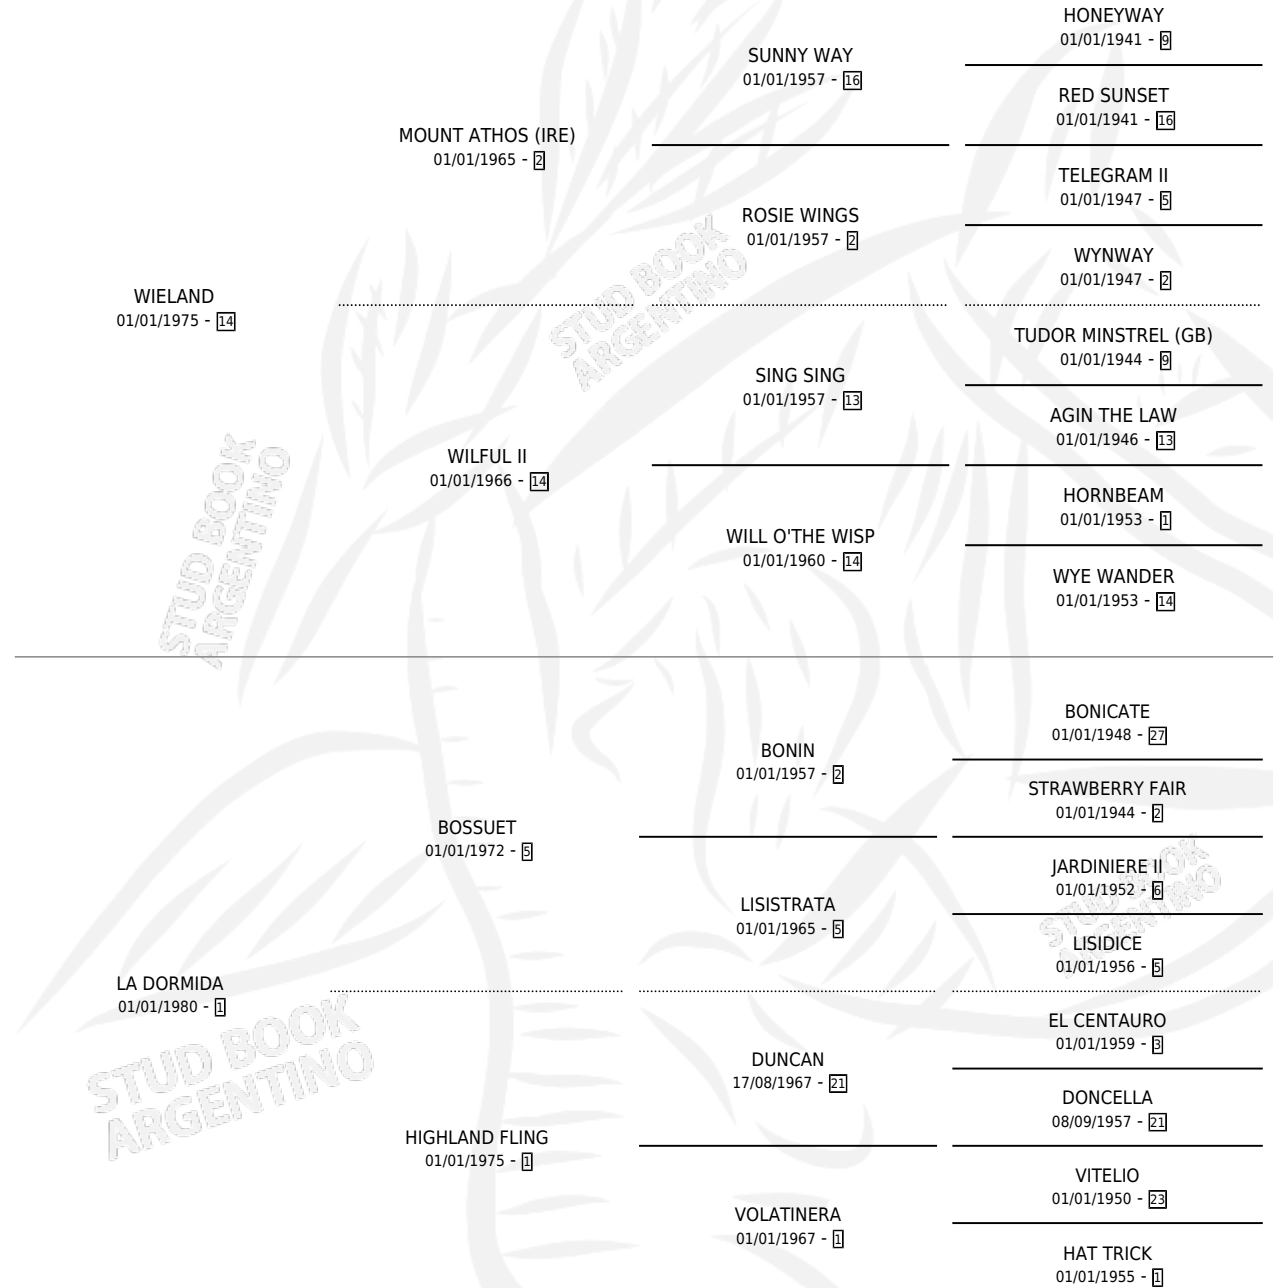 HONEYWAY
01/01/1941 - 9
SUNNY WAY
01/01/1957 - 16
RED SUNSET
01/01/1941 - 16
MOUNT ATHOS (IRE)
01/01/1965 - 2
TELEGRAM II
01/01/1947 - 5
ROSIE WINGS
01/01/1957 - 2
WYNWAY
01/01/1947 - 2
WIELAND
01/01/1975 - 14
STUD BOOK
ARGENTINO
TUDOR MINSTREL (GB)
01/01/1944 - 9
SING SING
01/01/1957 - 13
AGIN THE LAW
01/01/1946 - 13
WILFUL II
01/01/1966 - 14
HORNBEAM
01/01/1953 - 1
WILL O'THE WISP
01/01/1960 - 14
WYE WANDER
01/01/1953 - 14
STUD BOOK
ARGENTINO
BONICATE
01/01/1948 - 27
BONIN
01/01/1957 - 2
STRAWBERRY FAIR
01/01/1944 - 2
BOSSUET
01/01/1972 - 5
JARDINIERE II
01/01/1952 - 6
LISISTRATA
01/01/1965 - 5
STUD BOOK
ARGENTINO
LISIDICE
01/01/1956 - 5
LA DORMIDA
01/01/1980 - 1
EL CENTAURO
01/01/1959 - 3
STUD BOOK
ARGENTINO
DUNCAN
17/08/1967 - 21
DONCELLA
08/09/1957 - 21
HIGHLAND FLING
01/01/1975 - 1
VITELIO
01/01/1950 - 23
VOLATINERA
01/01/1967 - 1
HAT TRICK
01/01/1955 - 1